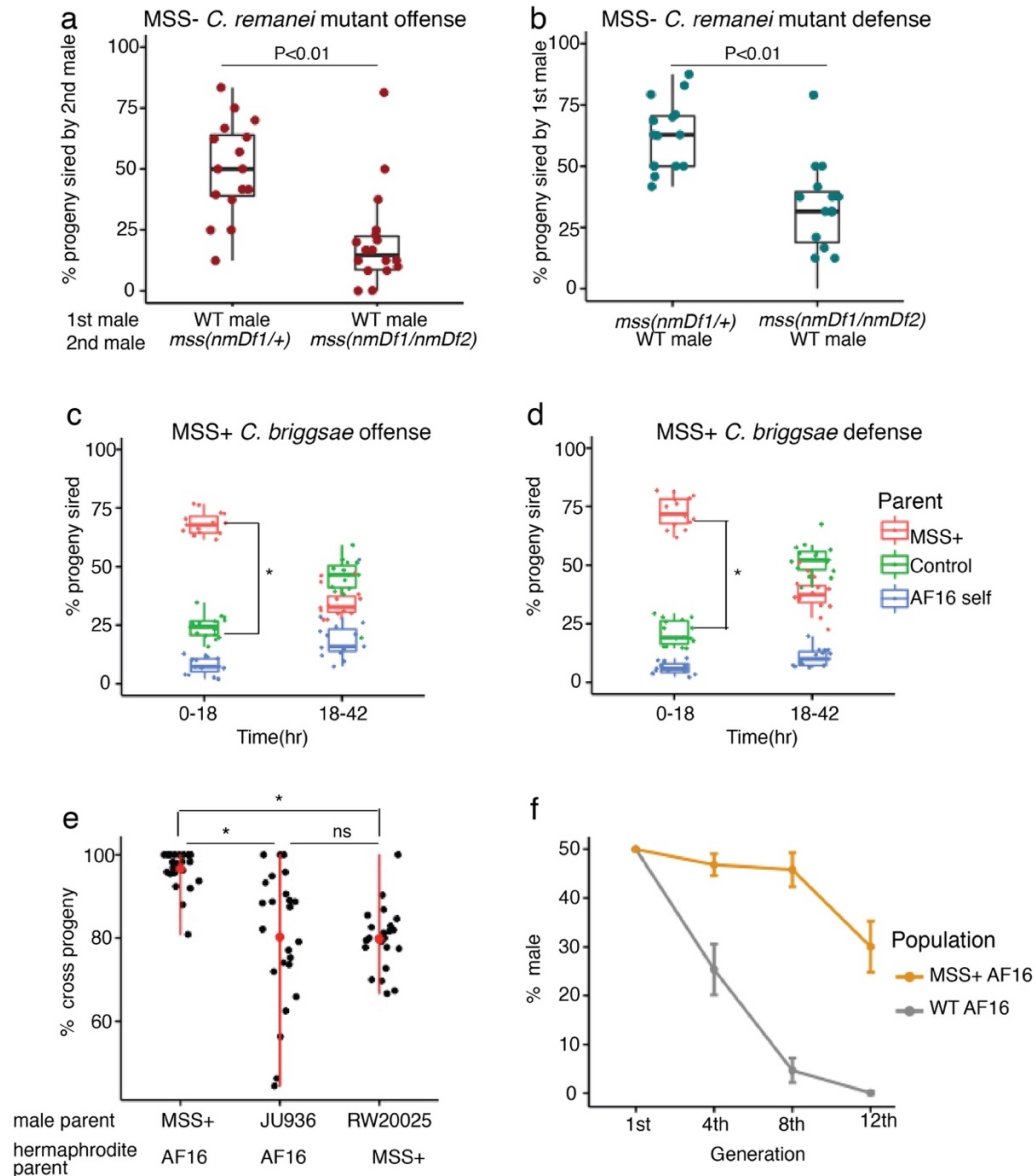 a
MSS- C. remanei mutant offense
P<0.01
100
75
50
25
0
% progeny sired by 2nd male
1st male
2nd male
WT male
mss(nmDf1/+)
WT male
mss(nmDf1/nmDf2)
b
MSS- C. remanei mutant defense
P<0.01
100
75
50
25
0
% progeny sired by 1st male
mss(nmDf1/+)
WT male
mss(nmDf1/nmDf2)
WT male
c
MSS+ C. briggsae offense
100
75
50
25
0
% progeny sired
*
0-18
18-42
Time(hr)
d
MSS+ C. briggsae defense
100
75
50
25
0
% progeny sired
*
0-18
18-42
Time(hr)
Parent
MSS+
Control
AF16 self
e
*
*
ns
100
80
60
% cross progeny
male parent
MSS+
JU936
RW20025
hermaphrodite
parent
AF16
AF16
MSS+
f
50
40
30
20
10
0
% male
1st
4th
8th
12th
Generation
Population
MSS+ AF16
WT AF16